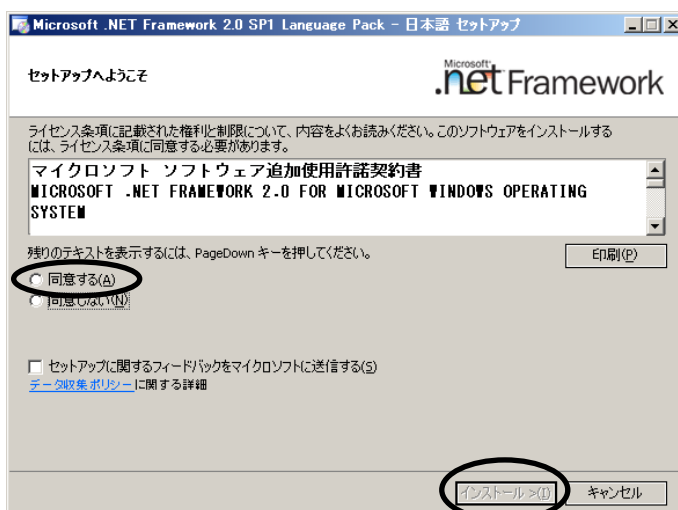 Microsoft .NET Framework 2.0 SP1 Language Pack - 日本語 セットアップ
セットアップへようこそ
Microsoft
.net Framework
ライセンス条項に記載された権利と制限について、内容をよくお読みください。このソフトウェアをインストールする
には、ライセンス条項に同意する必要があります。
マイクロソフト ソフトウェア追加使用許諾契約書
MICROSOFT .NET FRAMEWORK 2.0 FOR MICROSOFT WINDOWS OPERATING
SYSTEM
残りのテキストを表示するには、PageDown キーを押してください。
印刷(P)
同意する(A)
同意しない(N)
セットアップに関するフィードバックをマイクロソフトに送信する(S)
データ収集ポリシーに関する詳細
インストール >(I)
キャンセル